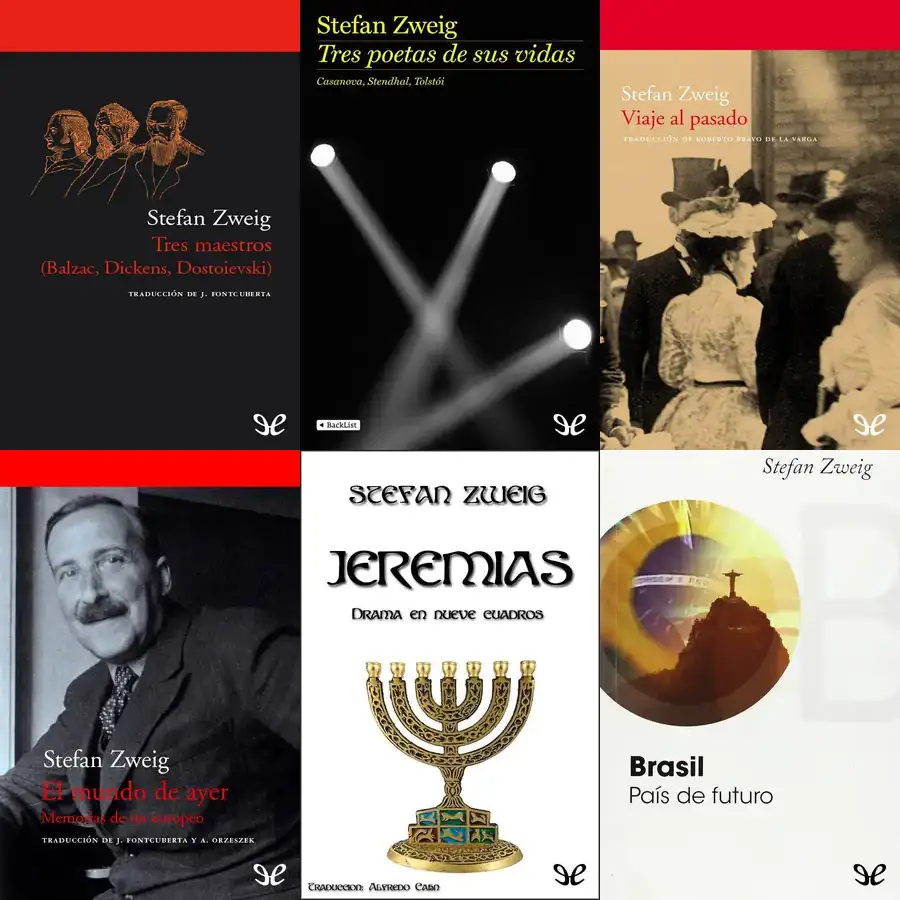 Stefan Zweig
Tres maestros
(Balzac, Dickens, Dostoievski)
TRADUCCIÓN DE J. FONTCUBERTA
Stefan Zweig
Tres poetas de sus vidas
Casanova, Stendhal, Tolstói
BackList
Stefan Zweig
Viaje al pasado
TRADUCCIÓN DE ROBERTO BRAVO DE LA VARGA
Stefan Zweig
El mundo de ayer
Memorias de un europeo
TRADUCCIÓN DE J. FONTCUBERTA Y A. ORZESZEK
STEFAN ZWEIG
JEREMIAS
DRAMA EN NUEVE CUADROS
TRADUCCION: ALFREDO CAHN
Stefan Zweig
B
Brasil
País de futuro